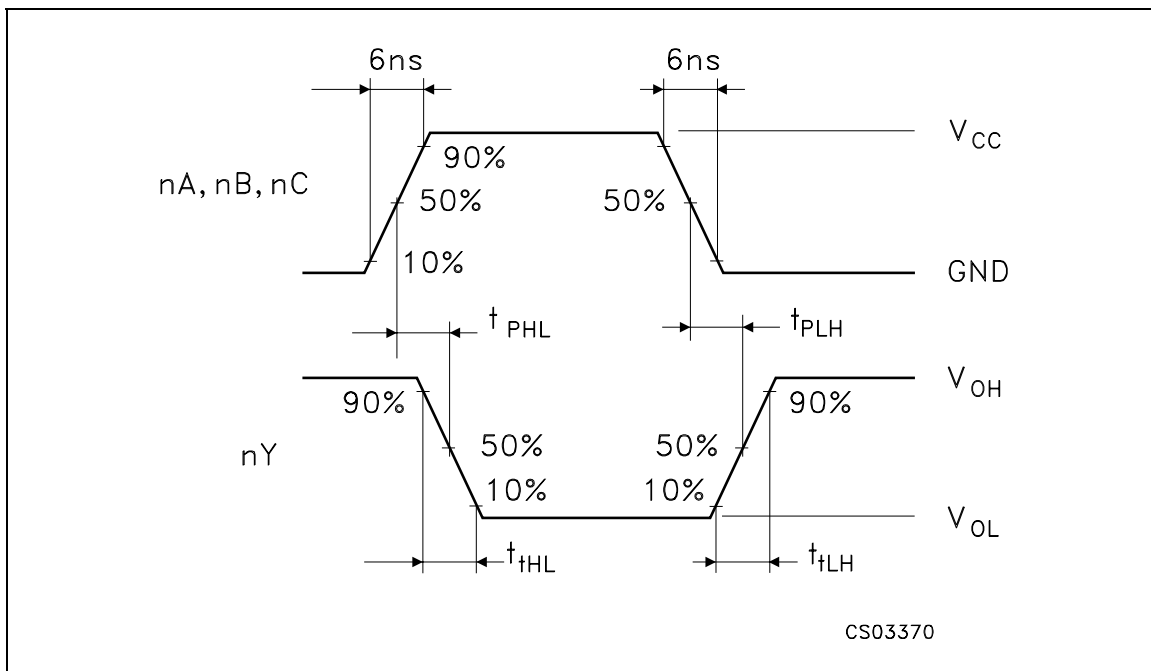 6ns 6ns
V CC
90%
nA, nB, nC 50% 50%
10% GND
t PHL t PLH
V OH
90% 90%
nY 50% 50%
10% 10%
V OL
t tHL t tLH
CS03370